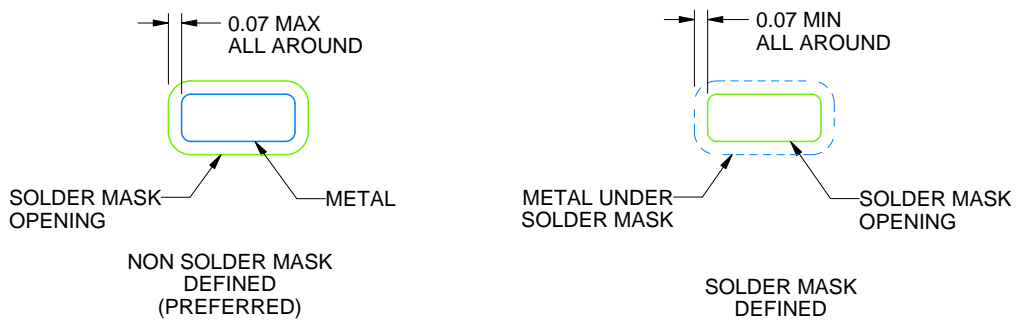 0.07 MAX
ALL AROUND
SOLDER MASK
OPENING
METAL
NON SOLDER MASK
DEFINED
(PREFERRED)
0.07 MIN
ALL AROUND
METAL UNDER
SOLDER MASK
SOLDER MASK
OPENING
SOLDER MASK
DEFINED